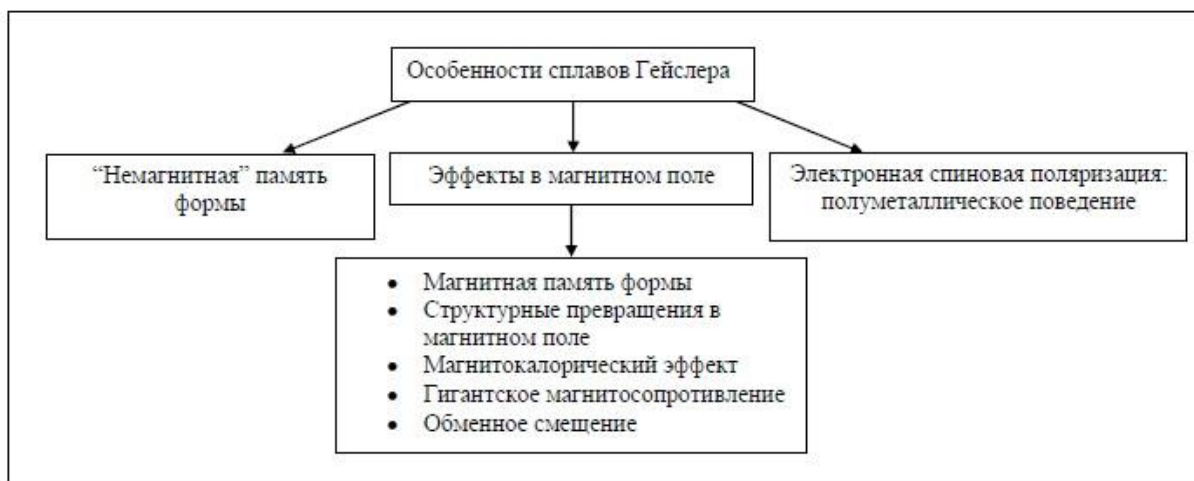 Особенности сплавов Гейслера
“Немагнитная” память
формы
Эффекты в магнитном поле
Электронная спиновая поляризация:
полуметаллическое поведение
• Магнитная память формы
• Структурные превращения в
магнитном поле
• Магнитокалорический эффект
• Гигантское магнитосопротивление
• Обменное смещение